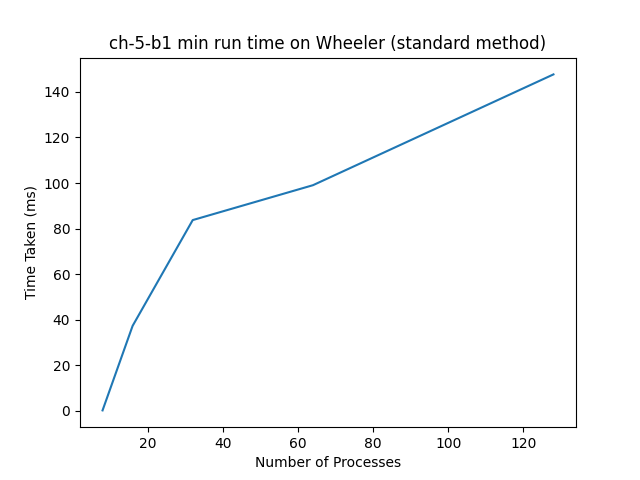 ch-5-b1 min run time on Wheeler (standard method)
140
120
100
80
60
40
20
0
Time Taken (ms)
20 40 60 80 100 120
Number of Processes